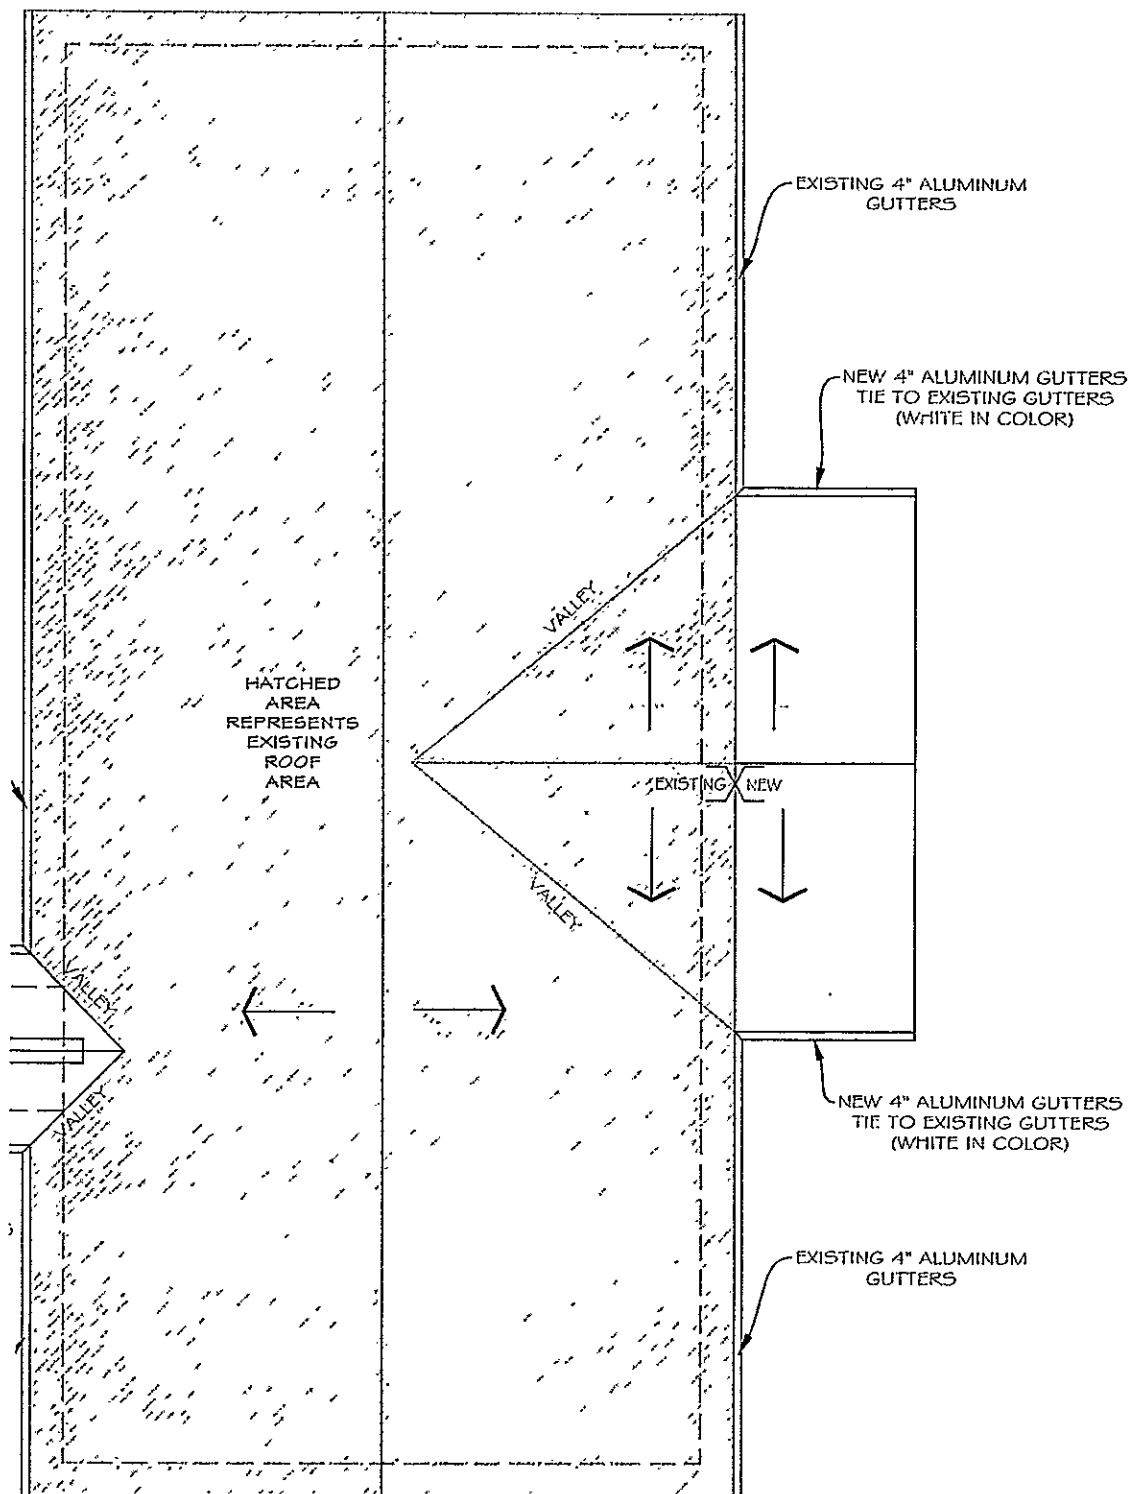 EXISTING 4" ALUMINUM
GUTTERS
NEW 4" ALUMINUM GUTTERS
TIE TO EXISTING GUTTERS
(WHITE IN COLOR)
VALLEY
HATCHED
AREA
REPRESENTS
EXISTING
ROOF
AREA
EXISTING NEW
VALLEY
VALLEY
VALLEY
NEW 4" ALUMINUM GUTTERS
TIE TO EXISTING GUTTERS
(WHITE IN COLOR)
EXISTING 4" ALUMINUM
GUTTERS